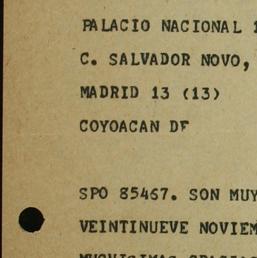 PALACIO NACIONAL
C. SALVADOR NOVO,
MADRID 13 (13)
COYOACAN DF
SPO 85467. SON MUY
VEINTINUEVE NOVIEM